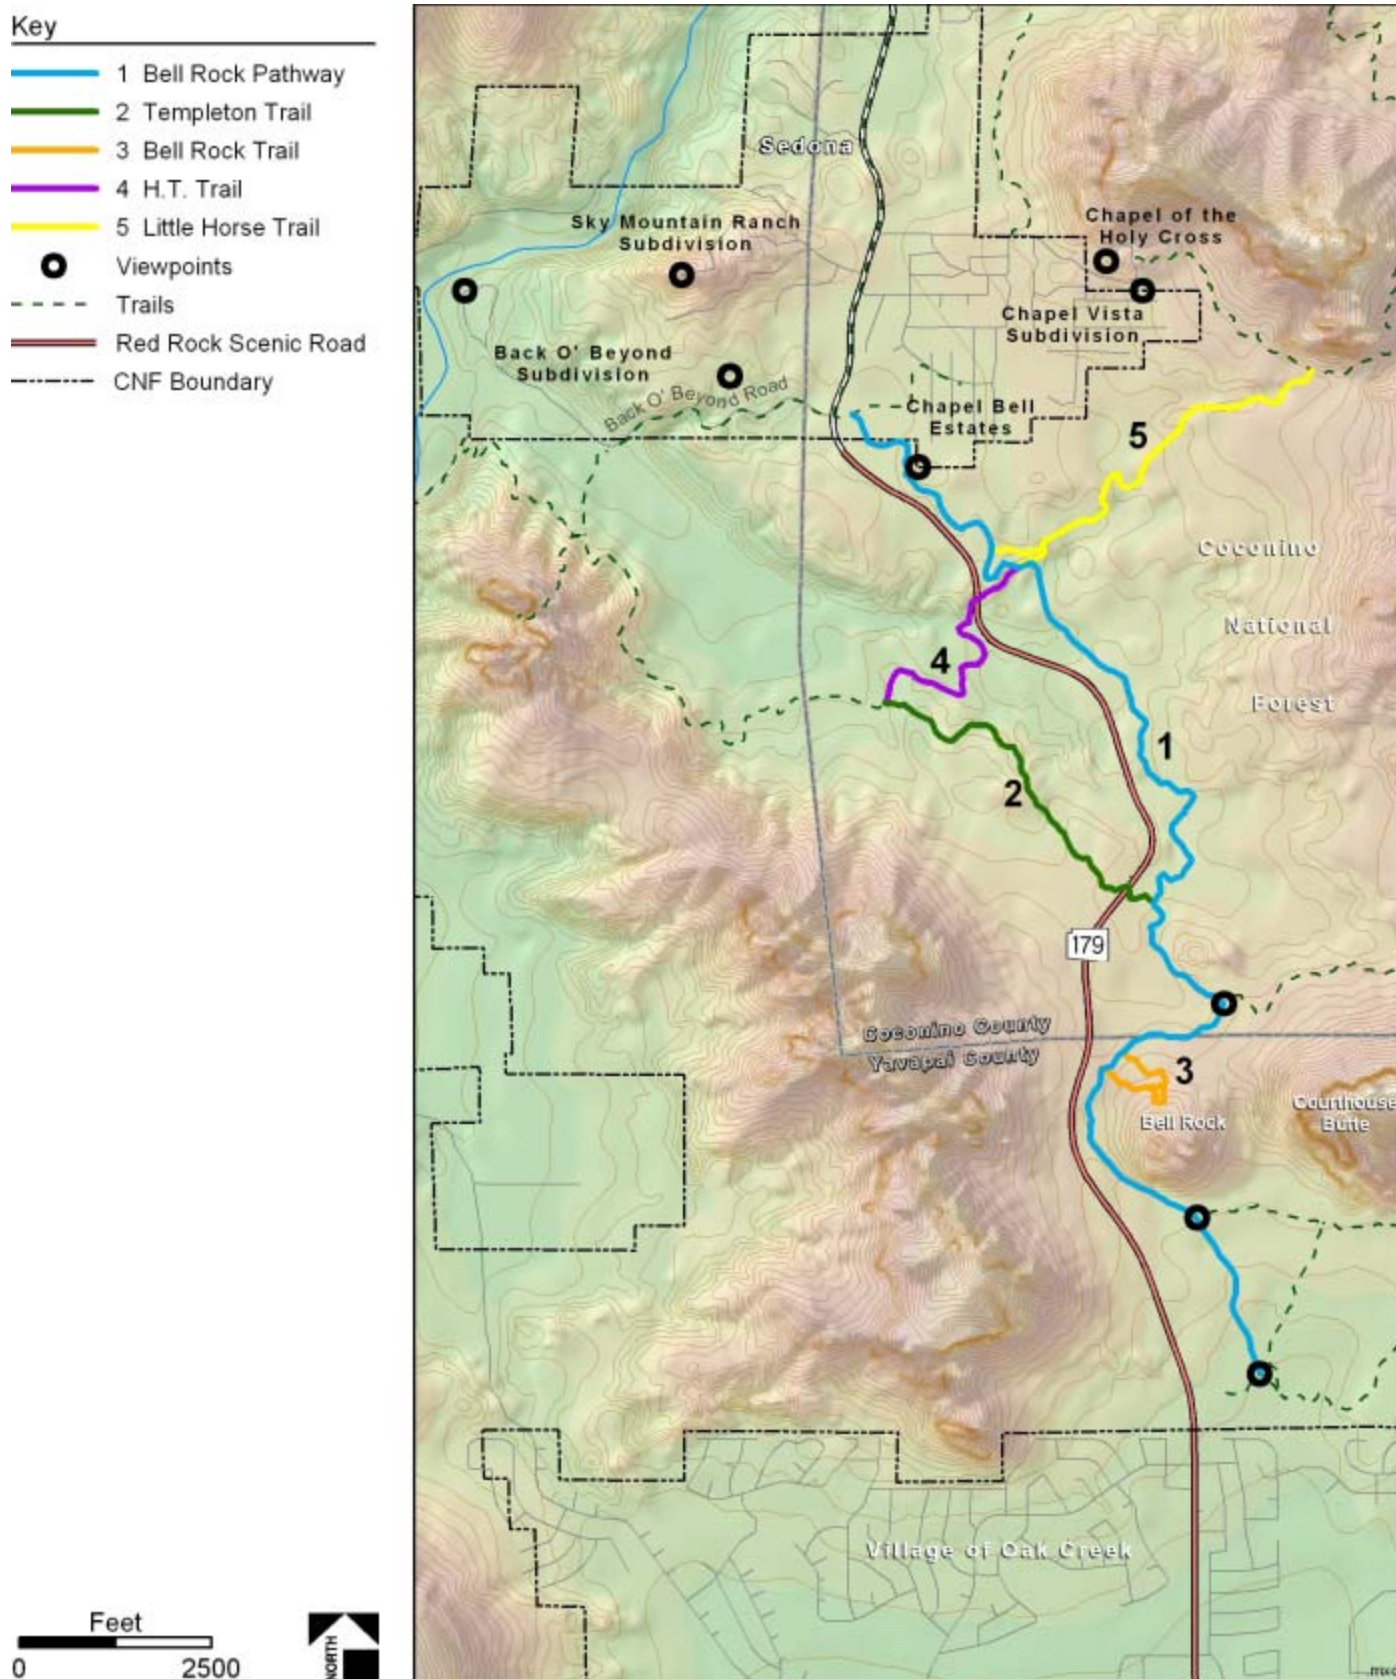 Key
1 Bell Rock Pathway
2 Templeton Trail
3 Bell Rock Trail
4 H.T. Trail
5 Little Horse Trail
Viewpoints
Trails
Red Rock Scenic Road
CNF Boundary
Sedona
Sky Mountain Ranch
Subdivision
Chapel of the
Holy Cross
Chapel Vista
Subdivision
Back O' Beyond
Subdivision
Back O' Beyond Road
Chapel Bell
Estates
5
Coconino
National
Forest
4
1
2
179
Coconino County
Yavapai County
3
Bell Rock
Courthouse
Butte
Village of Oak Creek
Feet
0 2500
NORTH